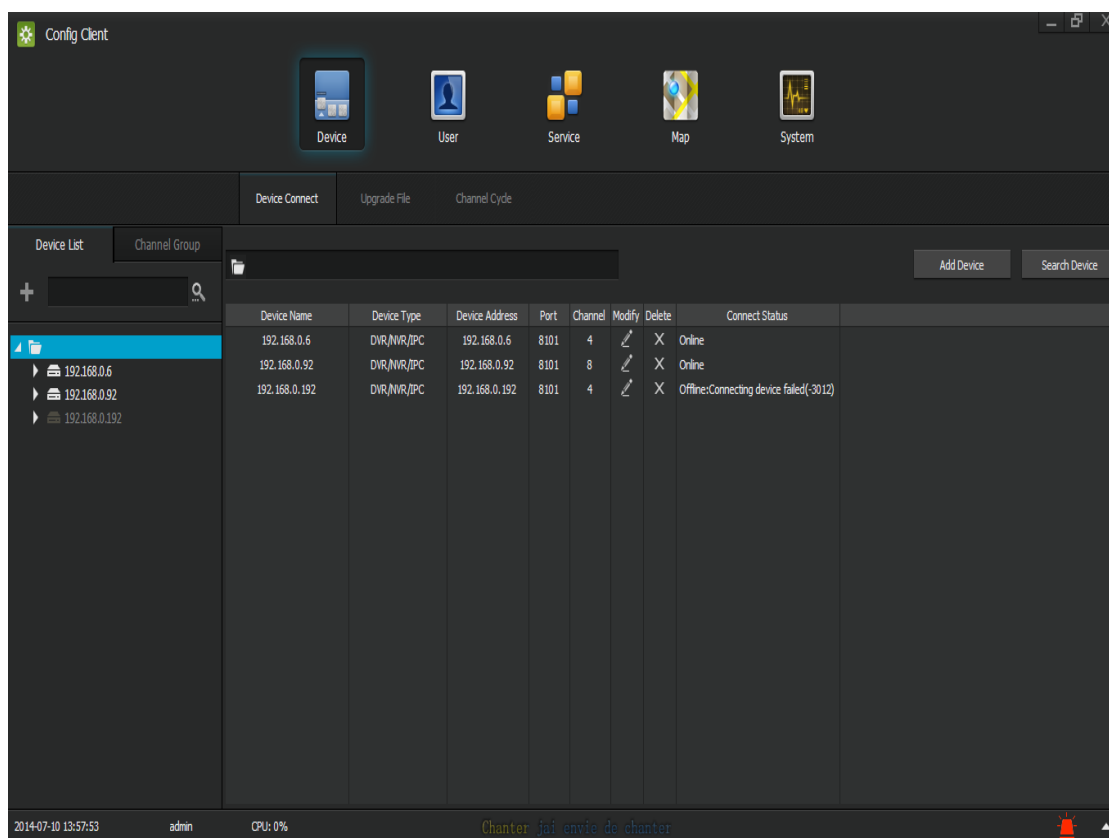 Config Client
Device User Service Map System
Device Connect Upgrade File Channel Cycle
Device List Channel Group
Add Device Search Device
Device Name Device Type Device Address Port Channel Modify Delete Connect Status
192.168.0.6 DVR/NVR/IPC 192.168.0.6 8101 4 Online
192.168.0.92 DVR/NVR/IPC 192.168.0.92 8101 8 Online
192.168.0.192 DVR/NVR/IPC 192.168.0.192 8101 4 Offline:Connecting device failed(-3012)
192.168.0.6
192.168.0.92
192.168.0.192
2014-07-10 13:57:53 admin CPU: 0% Chanter jai envie de chanter